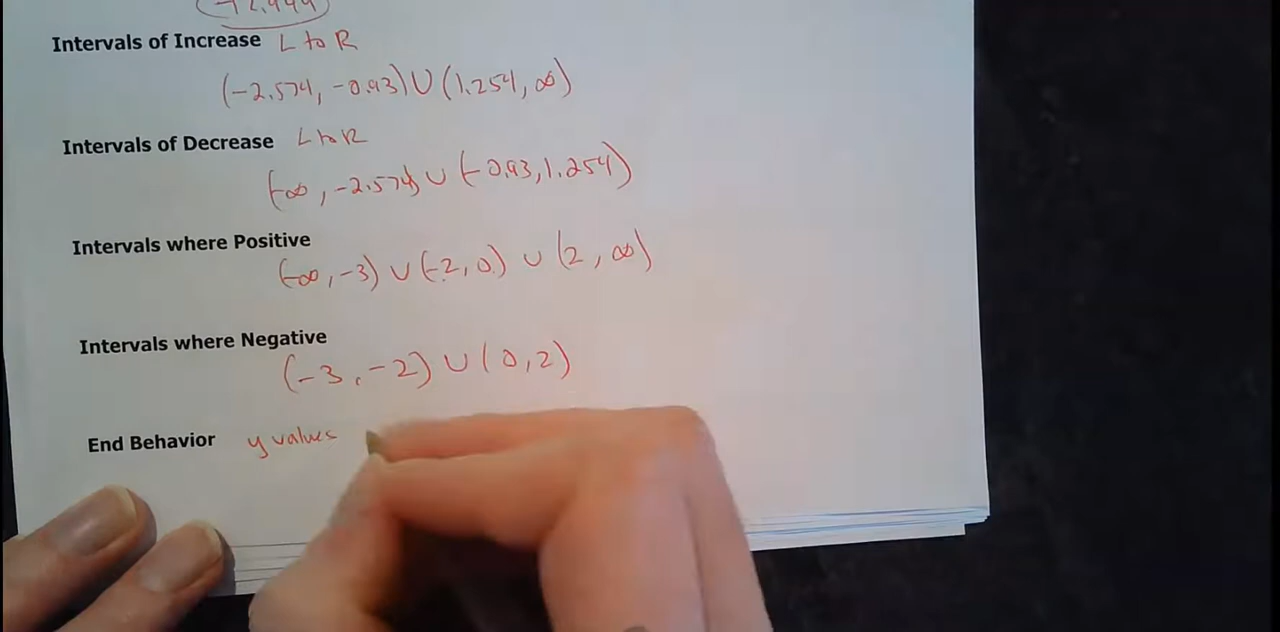 Intervals of Increase L to R
(-2.574, -0.93) ∪ (1.254, ∞)
Intervals of Decrease L to R
(-∞, -2.574) ∪ (-0.93, 1.254)
Intervals where Positive
(-∞, -3) ∪ (-2, 0) ∪ (2, ∞)
Intervals where Negative
(-3, -2) ∪ (0, 2)
End Behavior y values